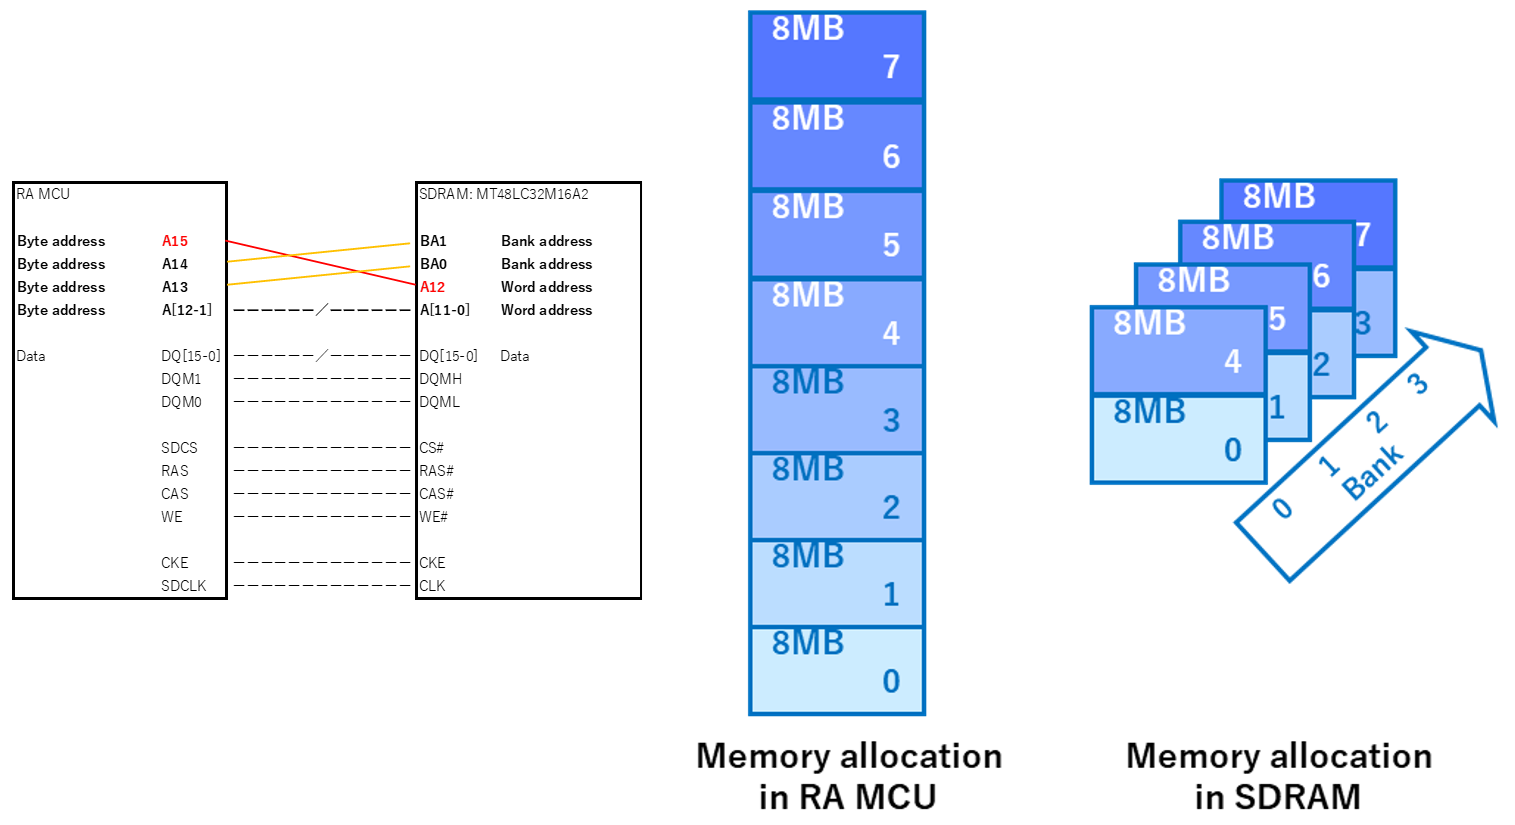 RA MCU
Byte address A15
Byte address A14
Byte address A13
Byte address A[12-1]
Data DQ[15-0]
DQM1
DQM0
SDCS
RAS
CAS
WE
CKE
SDCLK
SDRAM: MT48LC32M16A2
BA1 Bank address
BA0 Bank address
A12 Word address
A[11-0] Word address
DQ[15-0] Data
DQMH
DQML
CS#
RAS#
CAS#
WE#
CKE
CLK
8MB
7
8MB
6
8MB
5
8MB
4
8MB
3
8MB
2
8MB
1
8MB
0
Memory allocation
in RA MCU
8MB
7
8MB
6
3
8MB
5
2
8MB
4
1
8MB
0
0 1 2 3
Bank
Memory allocation
in SDRAM